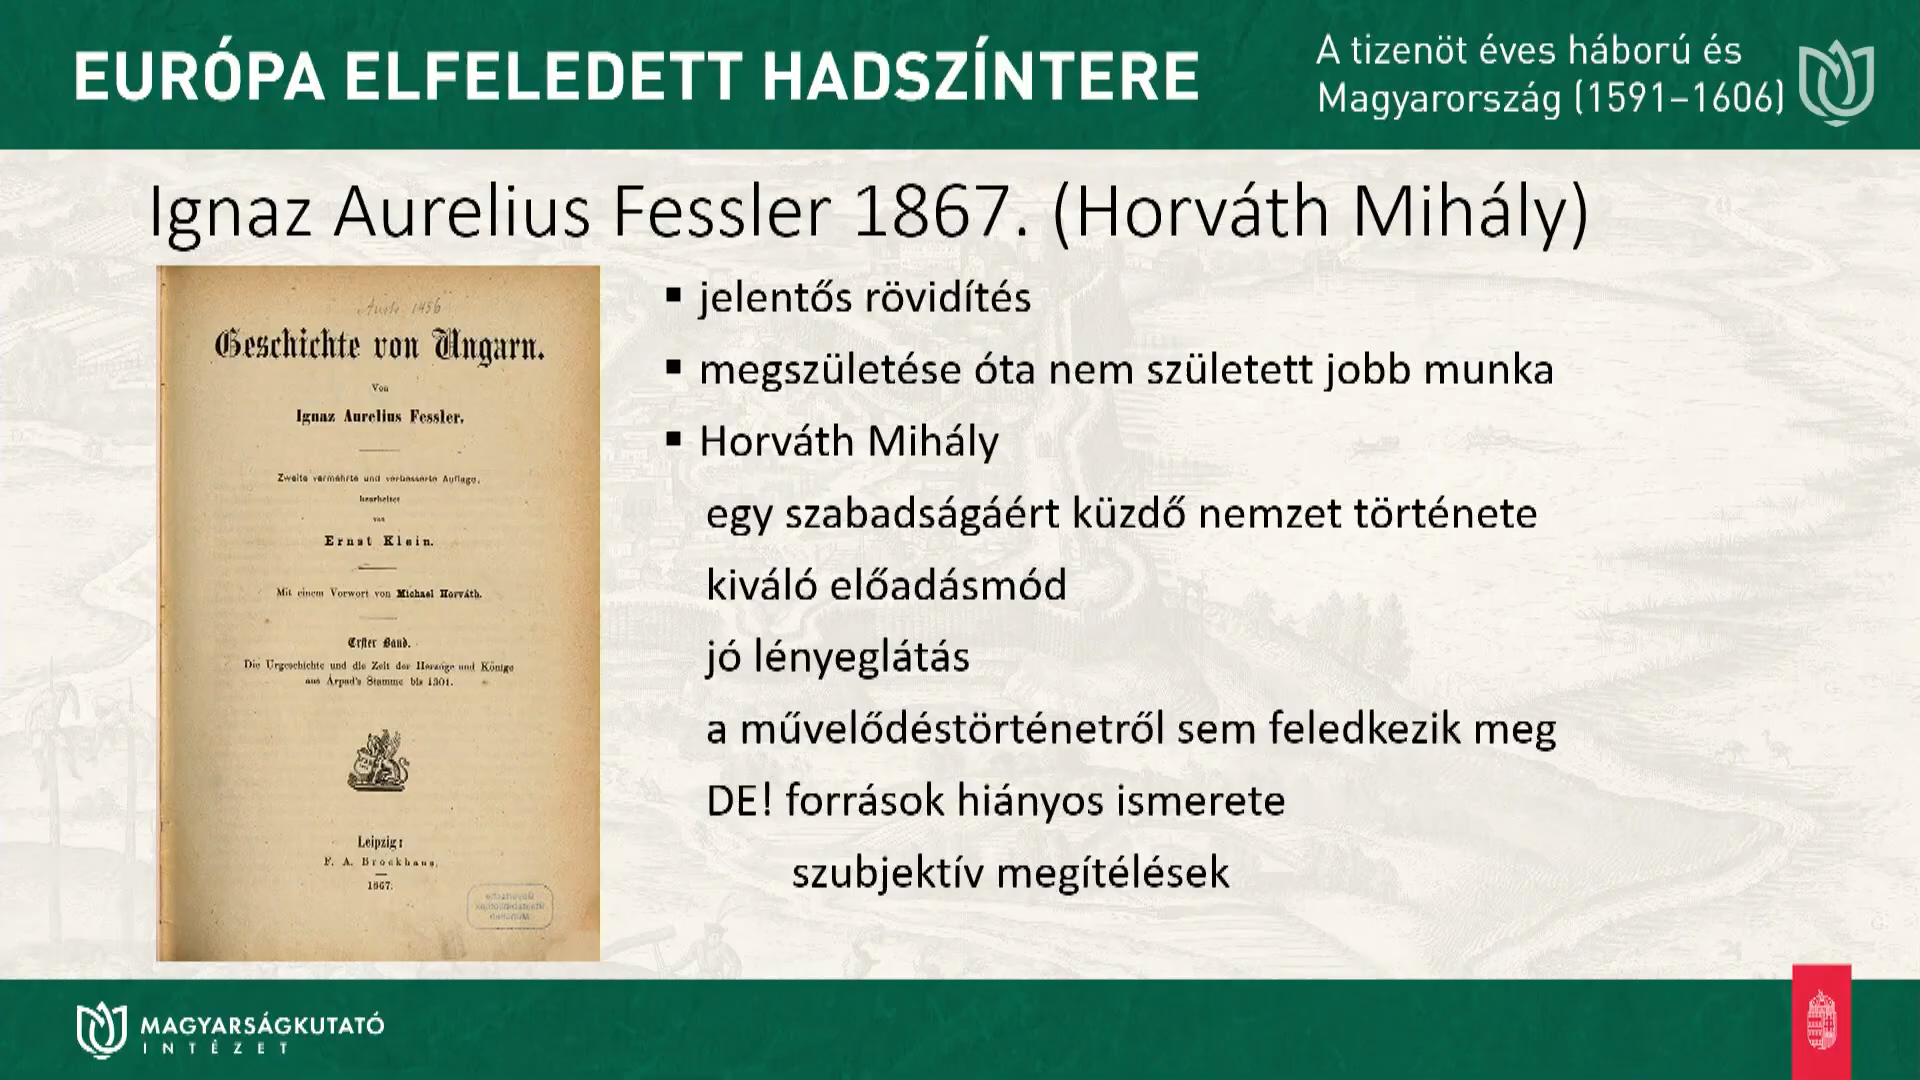 EURÓPA ELFELEDETT HADSZÍNTERE
A tizenöt éves háború és
Magyarország (1591–1606)
Ignaz Aurelius Fessler 1867. (Horváth Mihály)
Geschichte von Ungarn.
Von
Ignaz Aurelius Fessler.
Zweite vermehrte und verbesserte Auflage,
bearbeitet
von
Ernst Klein.
Mit einem Vorwort von Michael Horváth.
Erster Band.
Die Urgeschichte und die Zeit der Herzoge und Könige
aus Árpad's Stamme bis 1301.
Leipzig:
F. A. Brockhaus.
1867.
▪ jelentős rövidítés
▪ megszületése óta nem született jobb munka
▪ Horváth Mihály
egy szabadságáért küzdő nemzet története
kiváló előadásmód
jó lényeglátás
a művelődéstörténetről sem feledkezik meg
DE! források hiányos ismerete
szubjektív megítélések
MAGYARSÁGKUTATÓ
INTÉZET